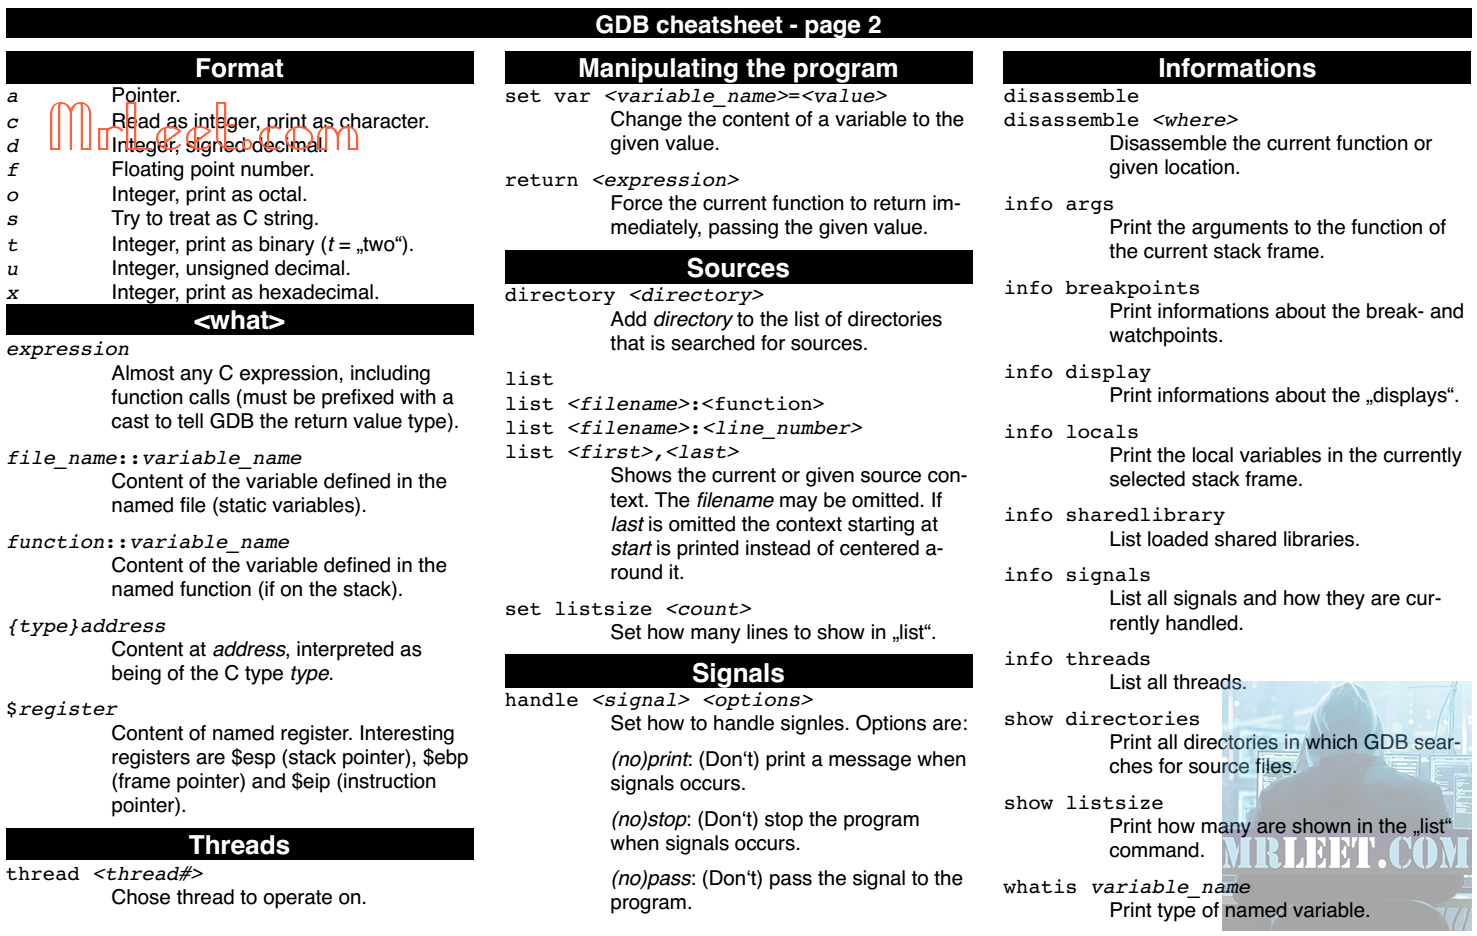 GDB cheatsheet - page 2
Format
a Pointer.
c Read as integer, print as character.
d Integer, signed decimal.
f Floating point number.
o Integer, print as octal.
s Try to treat as C string.
t Integer, print as binary (t = „two“).
u Integer, unsigned decimal.
x Integer, print as hexadecimal.
MrLeet.com
<what>
expression
Almost any C expression, including
function calls (must be prefixed with a
cast to tell GDB the return value type).
file_name::variable_name
Content of the variable defined in the
named file (static variables).
function::variable_name
Content of the variable defined in the
named function (if on the stack).
{type}address
Content at address, interpreted as
being of the C type type.
$register
Content of named register. Interesting
registers are $esp (stack pointer), $ebp
(frame pointer) and $eip (instruction
pointer).
Threads
thread <thread#>
Chose thread to operate on.
Manipulating the program
set var <variable_name>=<value>
Change the content of a variable to the
given value.
return <expression>
Force the current function to return im-
mediately, passing the given value.
Sources
directory <directory>
Add directory to the list of directories
that is searched for sources.
list
list <filename>:<function>
list <filename>:<line_number>
list <first>,<last>
Shows the current or given source con-
text. The filename may be omitted. If
last is omitted the context starting at
start is printed instead of centered a-
round it.
set listsize <count>
Set how many lines to show in „list“.
Signals
handle <signal> <options>
Set how to handle signles. Options are:
(no)print: (Don‘t) print a message when
signals occurs.
(no)stop: (Don‘t) stop the program
when signals occurs.
(no)pass: (Don‘t) pass the signal to the
program.
Informations
disassemble
disassemble <where>
Disassemble the current function or
given location.
info args
Print the arguments to the function of
the current stack frame.
info breakpoints
Print informations about the break- and
watchpoints.
info display
Print informations about the „displays“.
info locals
Print the local variables in the currently
selected stack frame.
info sharedlibrary
List loaded shared libraries.
info signals
List all signals and how they are cur-
rently handled.
info threads
List all threads.
show directories
Print all directories in which GDB sear-
ches for source files.
show listsize
Print how many are shown in the „list“
command.
whatis variable_name
Print type of named variable.
MRLEET.COM